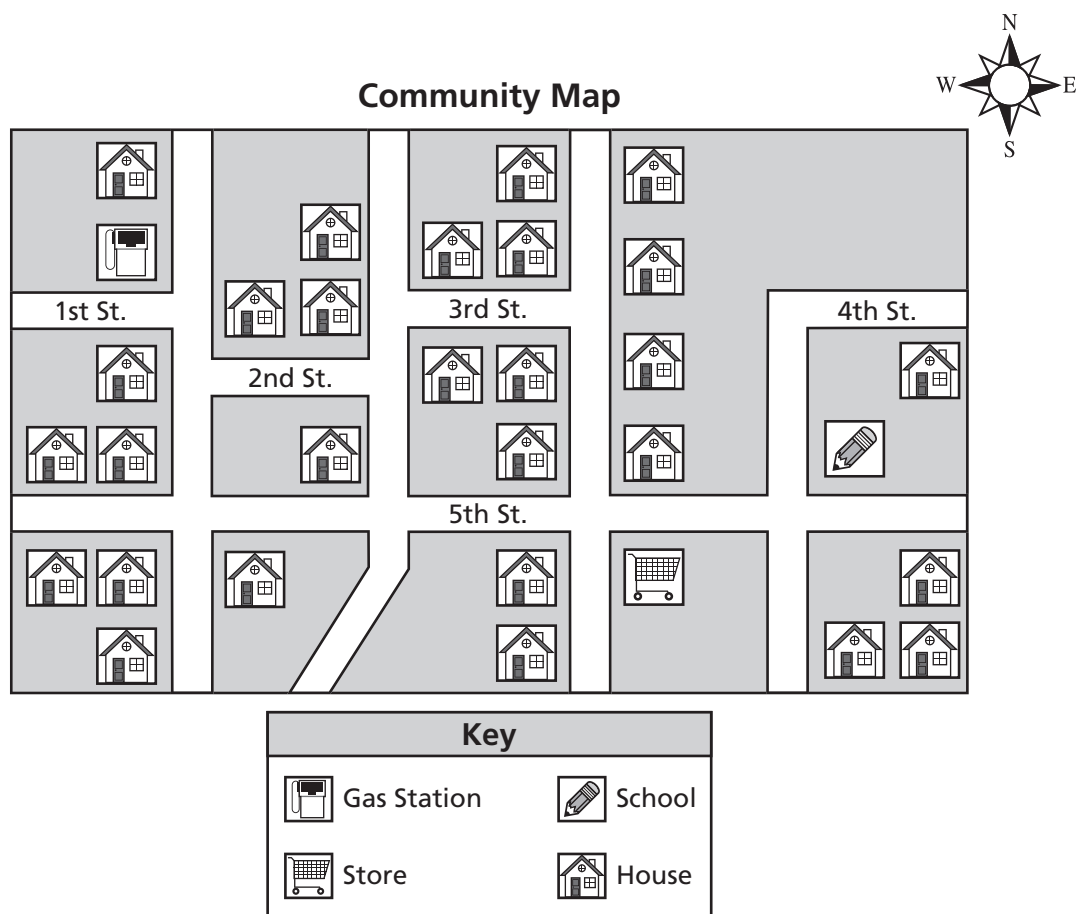 N
Community Map
W E
S
1st St.
3rd St.
4th St.
2nd St.
5th St.
Key
Gas Station
School
Store
House